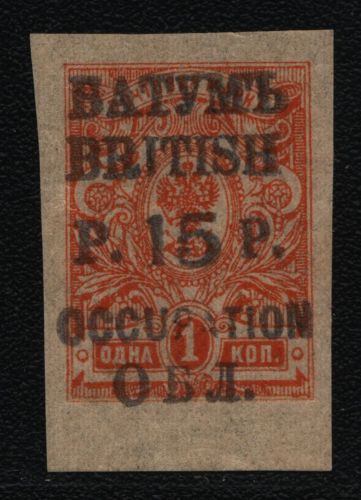 БАТУМЪ
BRITISH
Р. 15 Р.
OCCUPATION
ОДНА 1 КОП.
ОБЛ.